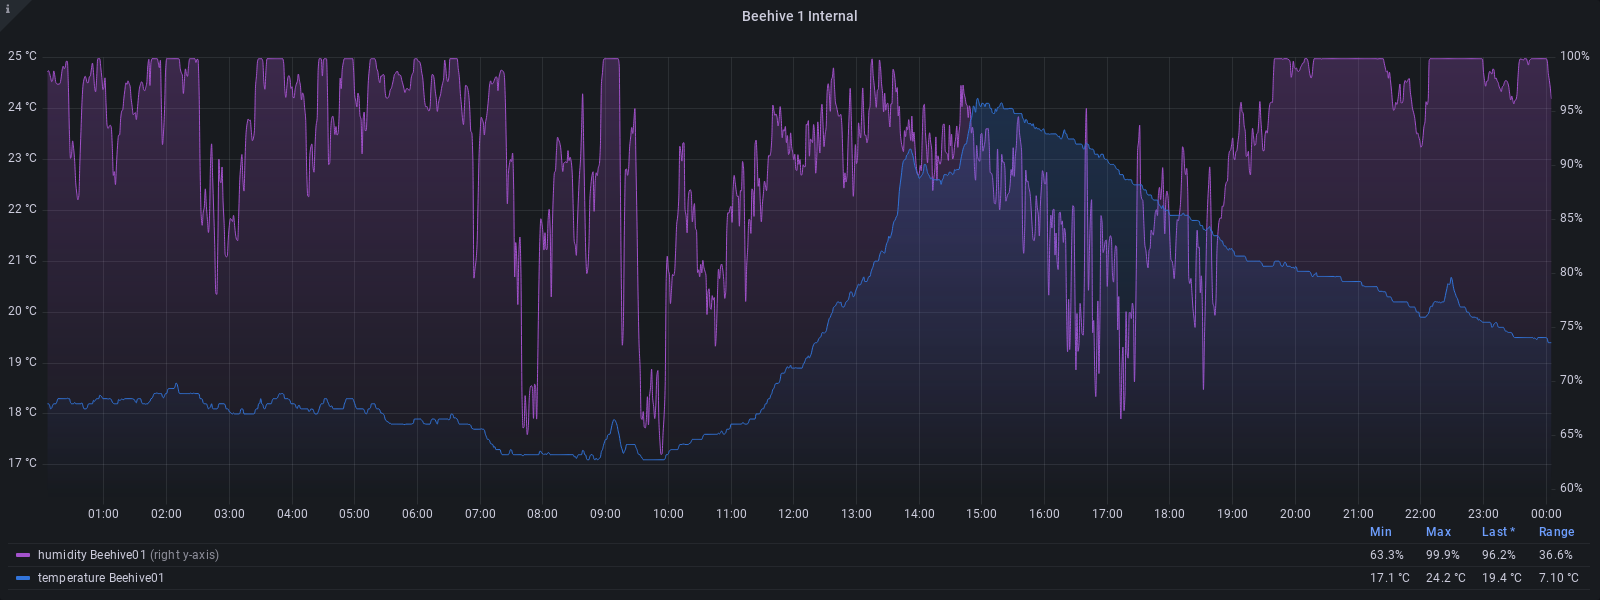 i
Beehive 1 Internal
25 °C 100%
24 °C 95%
23 °C 90%
22 °C 85%
21 °C 80%
20 °C 75%
19 °C 70%
18 °C 65%
17 °C 60%
01:00 02:00 03:00 04:00 05:00 06:00 07:00 08:00 09:00 10:00 11:00 12:00 13:00 14:00 15:00 16:00 17:00 18:00 19:00 20:00 21:00 22:00 23:00 00:00
Min Max Last * Range
humidity Beehive01 (right y-axis) 63.3% 99.9% 96.2% 36.6%
temperature Beehive01 17.1 °C 24.2 °C 19.4 °C 7.10 °C